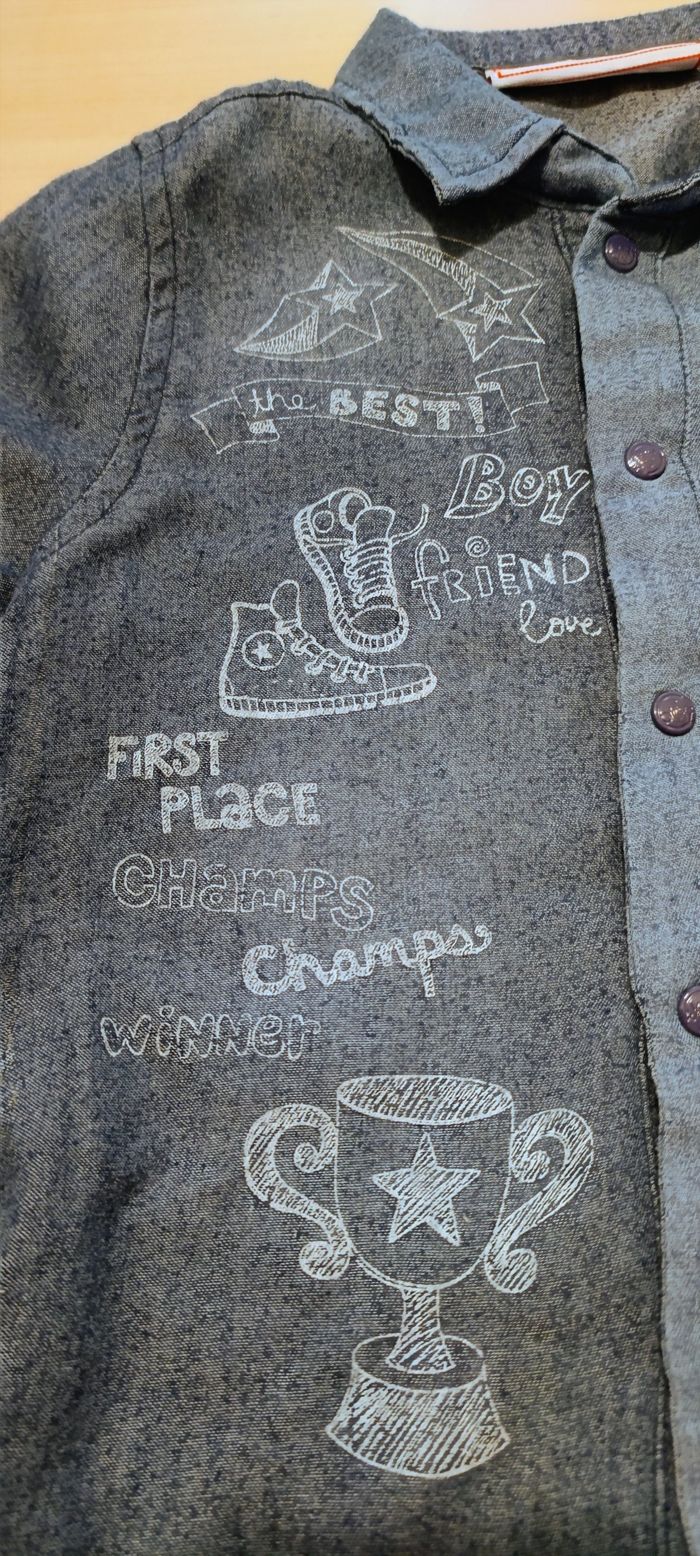 the BEST!
Boy
FRIEND
love
FiRST
PLaCE
CHamPS
Champs
WiNNer